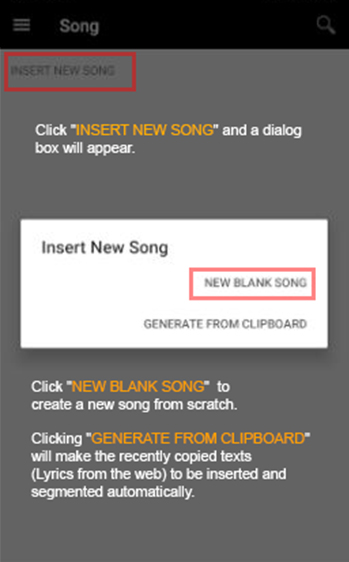 Song
INSERT NEW SONG
Click "INSERT NEW SONG" and a dialog
box will appear.
Insert New Song
NEW BLANK SONG
GENERATE FROM CLIPBOARD
Click "NEW BLANK SONG"  to
create a new song from scratch.
Clicking "GENERATE FROM CLIPBOARD"
will make the recently copied texts
(Lyrics from the web) to be inserted and
segmented automatically.